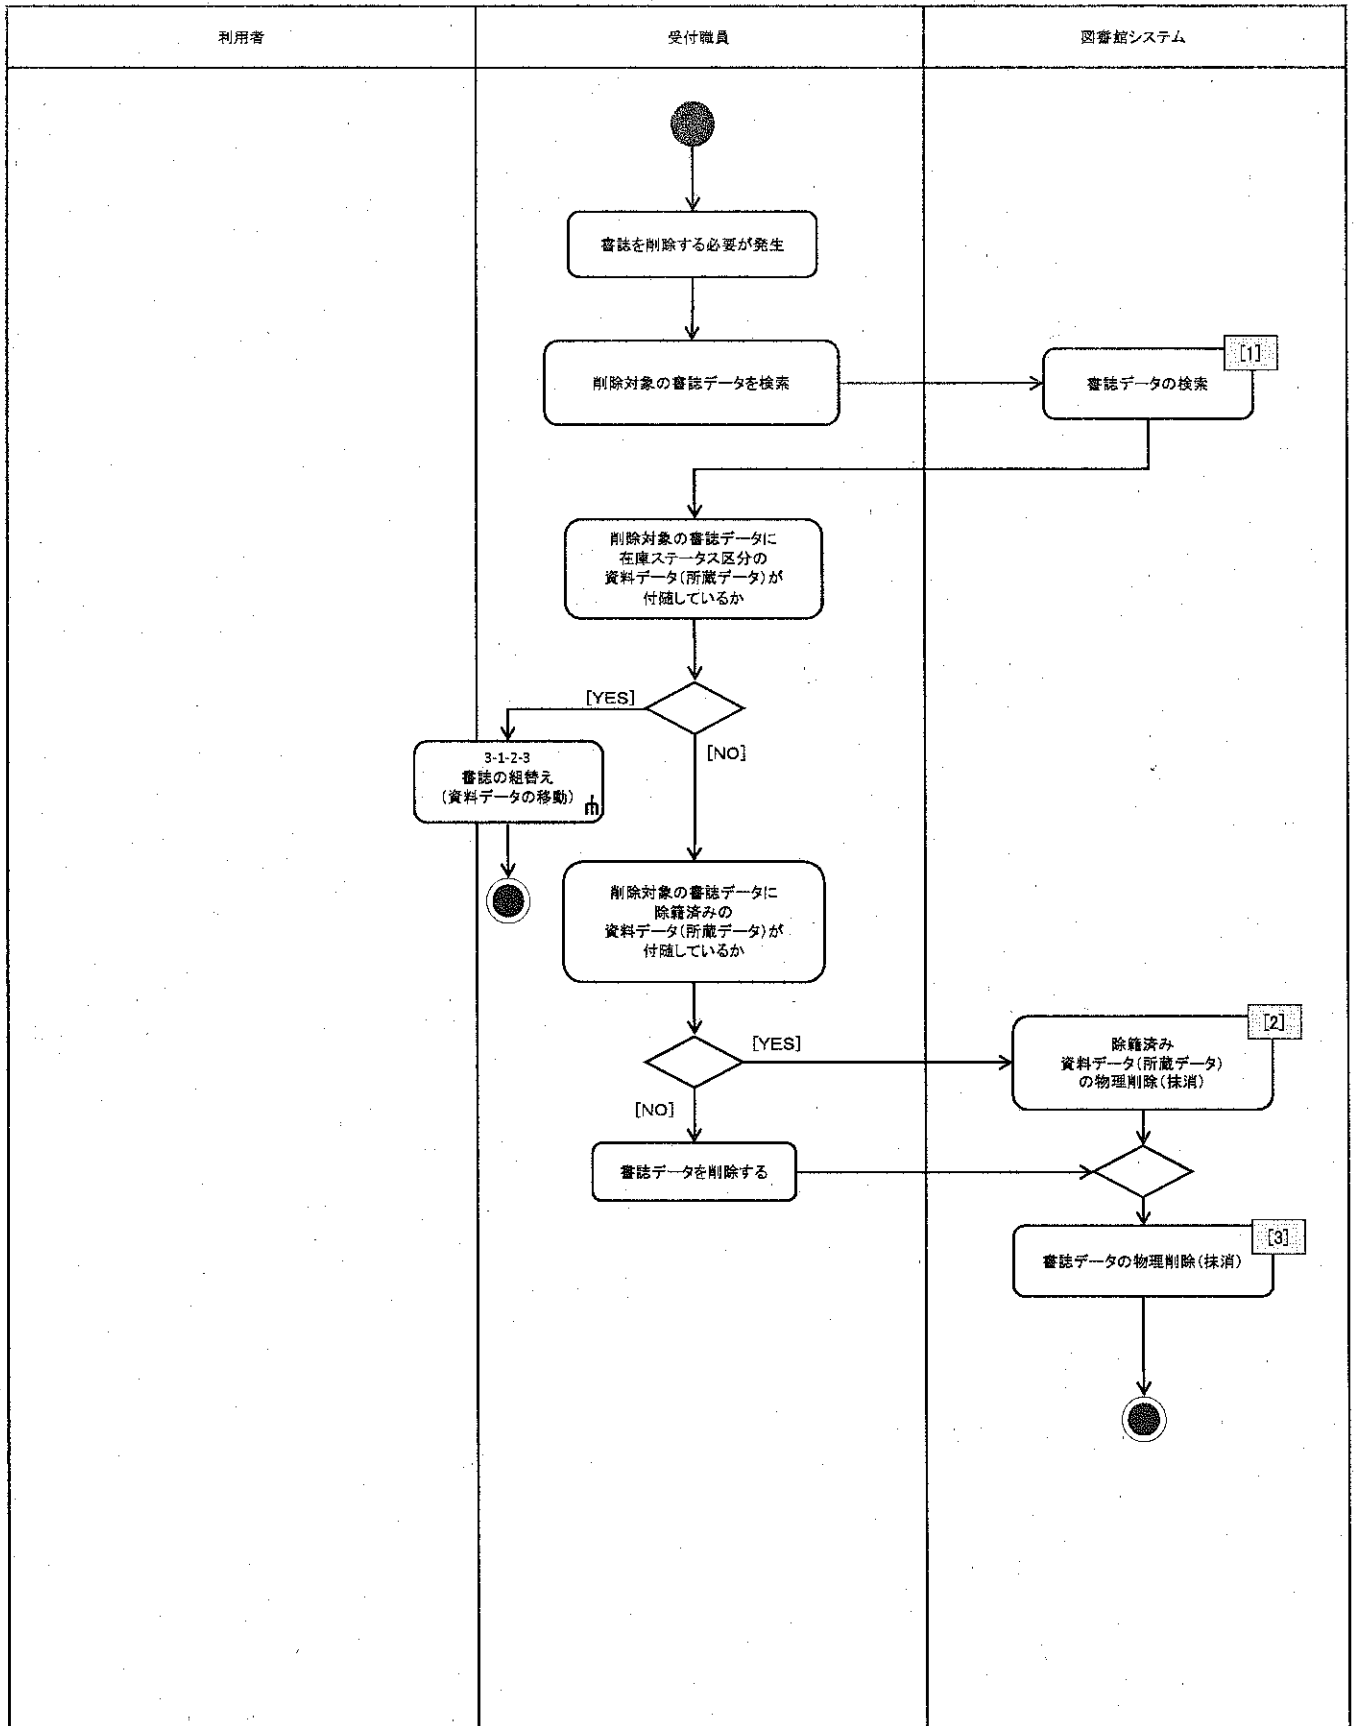 利用者
受付職員
図書館システム
書誌を削除する必要が発生
削除対象の書誌データを検索
[1]
書誌データの検索
削除対象の書誌データに
在庫ステータス区分の
資料データ(所蔵データ)が
付随しているか
[YES]
[NO]
3-1-2-3
書誌の組替え
(資料データの移動)
削除対象の書誌データに
除籍済みの
資料データ(所蔵データ)が
付随しているか
[YES]
[2]
除籍済み
資料データ(所蔵データ)
の物理削除(抹消)
[NO]
書誌データを削除する
[3]
書誌データの物理削除(抹消)